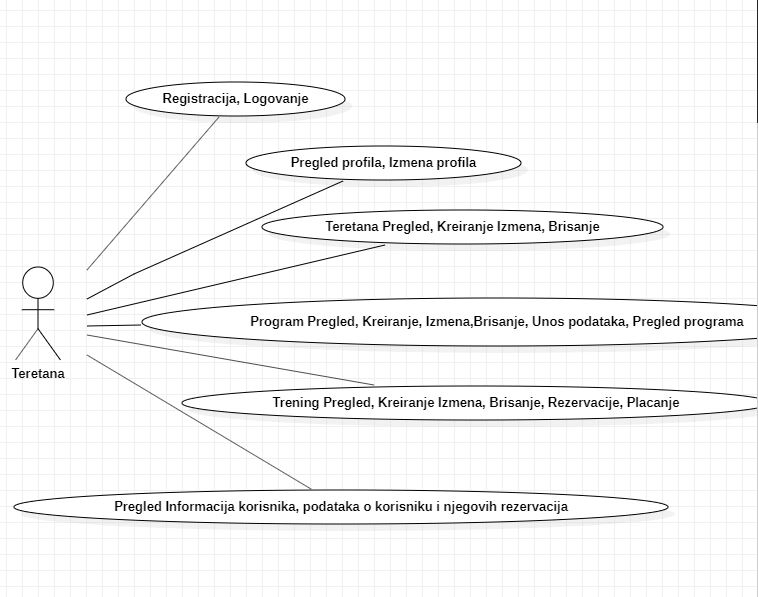 Registracija, Logovanje
Pregled profila, Izmena profila
Teretana Pregled, Kreiranje Izmena, Brisanje
Program Pregled, Kreiranje, Izmena,Brisanje, Unos podataka, Pregled programa
Teretana
Trening Pregled, Kreiranje Izmena, Brisanje, Rezervacije, Placanje
Pregled Informacija korisnika, podataka o korisniku i njegovih rezervacija